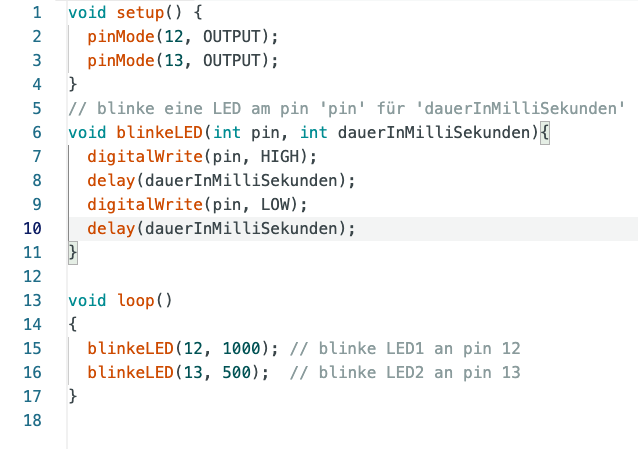 1 void setup() {
2   pinMode(12, OUTPUT);
3   pinMode(13, OUTPUT);
4 }
5 // blinke eine LED am pin 'pin' für 'dauerInMilliSekunden'
6 void blinkeLED(int pin, int dauerInMilliSekunden){
7   digitalWrite(pin, HIGH);
8   delay(dauerInMilliSekunden);
9   digitalWrite(pin, LOW);
10   delay(dauerInMilliSekunden);
11 }
12
13 void loop()
14 {
15   blinkeLED(12, 1000); // blinke LED1 an pin 12
16   blinkeLED(13, 500);  // blinke LED2 an pin 13
17 }
18